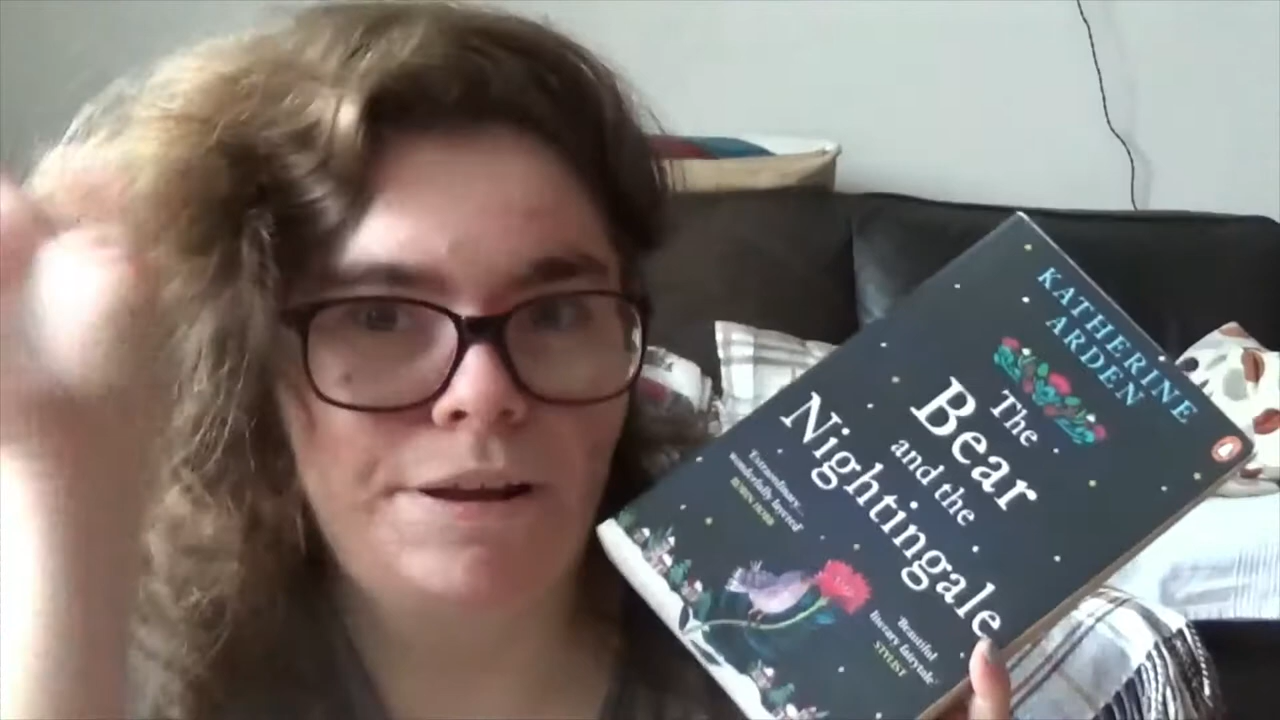 KATHERINE
ARDEN
The
Bear
and the
Nightingale
'Extraordinary...
wonderfully layered'
ROBIN HOBB
'Beautiful
literary fairytale'
STYLIST